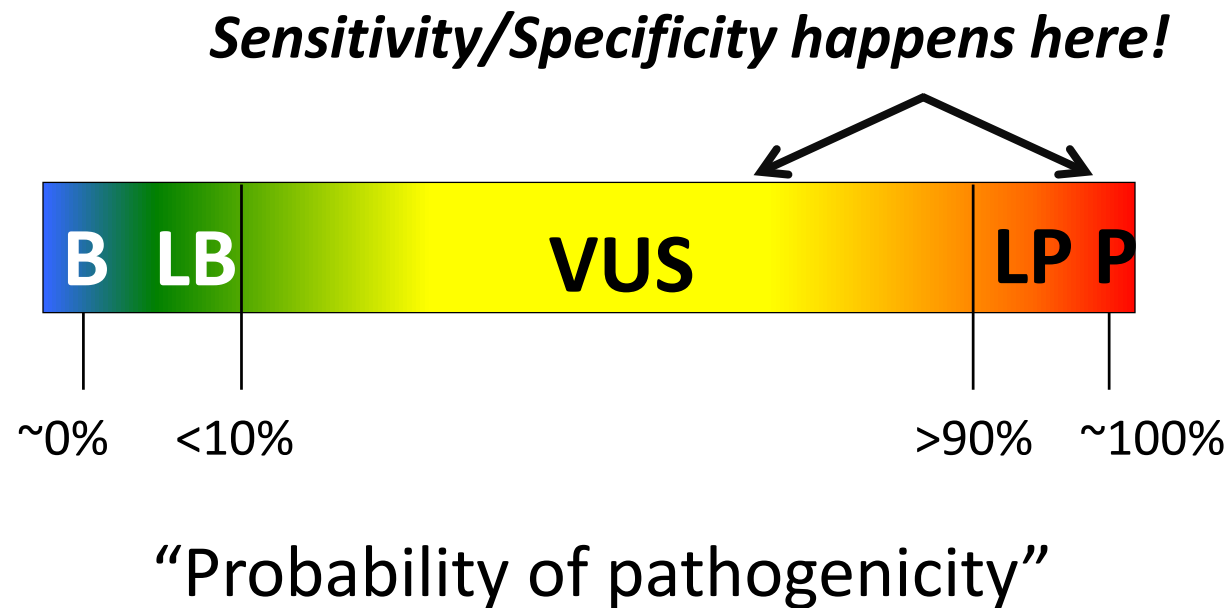 Sensitivity/Specificity happens here!
B LB VUS LP P
~0% <10% >90% ~100%
“Probability of pathogenicity”